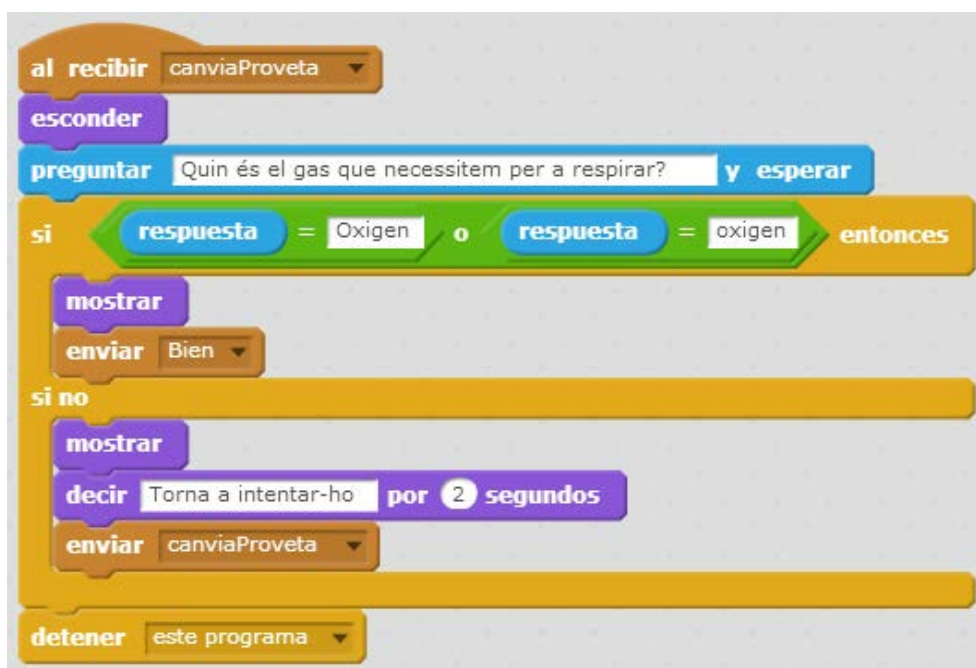 al recibir canviaProveta
esconder
preguntar Quin és el gas que necessitem per a respirar? y esperar
si respuesta = Oxigen o respuesta = oxigen entonces
mostrar
enviar Bien
si no
mostrar
decir Torna a intentar-ho por 2 segundos
enviar canviaProveta
detener este programa